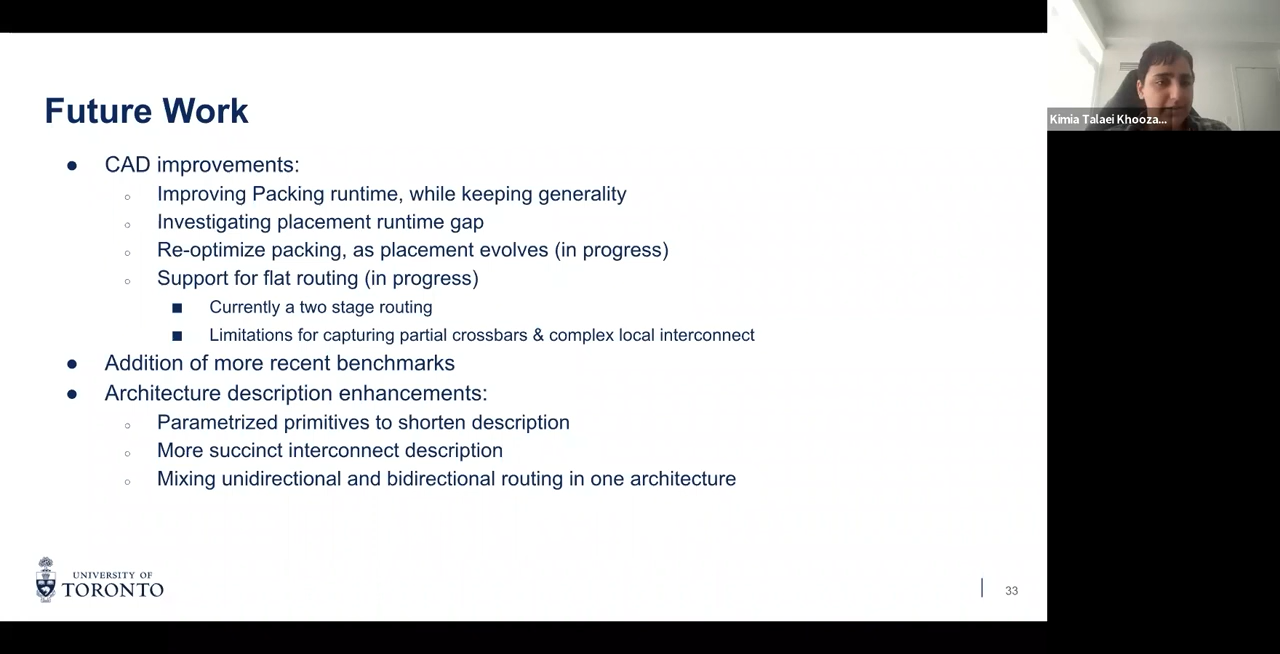 Future Work
● CAD improvements:
○ Improving Packing runtime, while keeping generality
○ Investigating placement runtime gap
○ Re-optimize packing, as placement evolves (in progress)
○ Support for flat routing (in progress)
■ Currently a two stage routing
■ Limitations for capturing partial crossbars & complex local interconnect
● Addition of more recent benchmarks
● Architecture description enhancements:
○ Parametrized primitives to shorten description
○ More succinct interconnect description
○ Mixing unidirectional and bidirectional routing in one architecture
UNIVERSITY OF
TORONTO
33
Kimia Talaei Khooza...